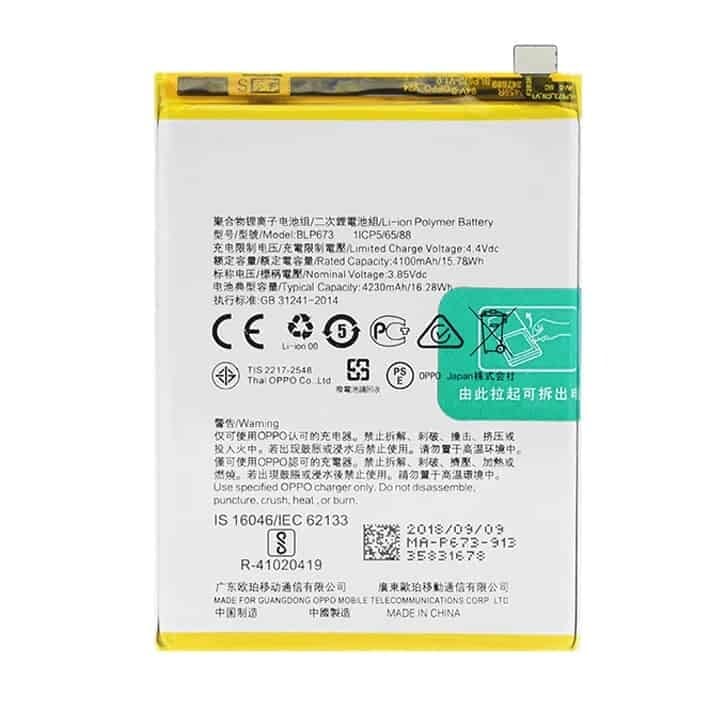 聚合物锂离子电池组/二次鋰電池組/Li-ion Polymer Battery
型号/型號/Model:BLP673 1ICP5/65/88
充电限制电压/充電限制電壓/Limited Charge Voltage:4.4Vdc
额定容量/額定容量/Rated Capacity:4100mAh/15.78Wh
标称电压/標稱電壓/Nominal Voltage:3.85Vdc
电池典型容量/Typical Capacity:4230mAh/16.28Wh
执行标准:GB 31241-2014
CE
Li-ion 00
5
TIS 2217-2548
Thai OPPO Co.,Ltd.
廢電池請回收
PS
E
OPPO Japan株式会社
由此拉起可拆出电
警告/Warning
仅可使用OPPO认可的充电器。禁止拆解、刺破、撞击、挤压或
投入火中。若出现鼓胀或浸水后禁止使用。请勿置于高温环境中。
僅可使用OPPO認可的充電器。禁止拆解、刺破、擠壓、加熱或
燃燒。若出現鼓脹或浸水後禁止使用。請勿置於高溫環境中。
Use specified OPPO charger only. Do not disassemble,
puncture, crush, heat , or burn.
IS 16046/IEC 62133
R-41020419
2018/09/09
MA-P673-913
35831678
广东欧珀移动通信有限公司 廣東歐珀移動通信有限公司
MADE FOR GUANGDONG OPPO MOBILE TELECOMMUNICATIONS CORP LTD
中国制造 中國製造 MADE IN CHINA